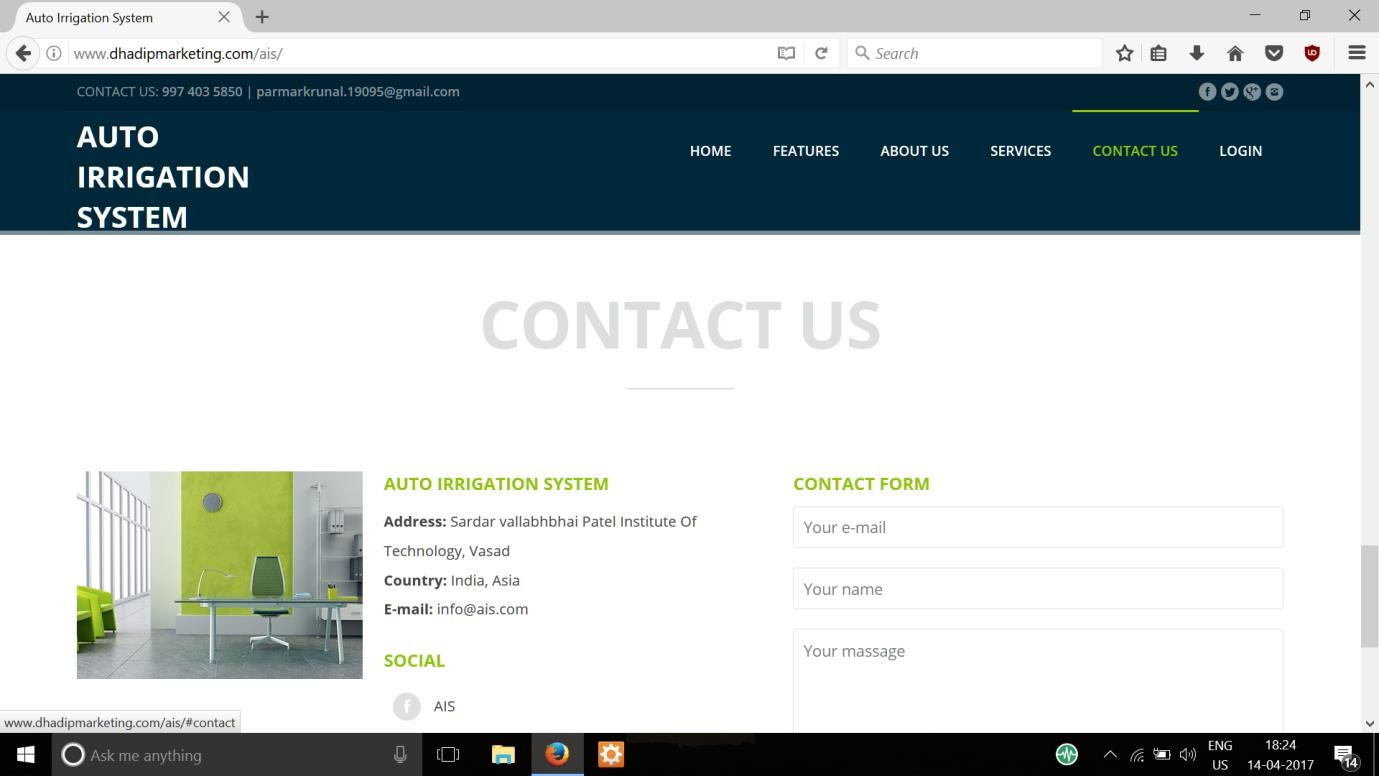 Auto Irrigation System
www.dhadipmarketing.com/ais/
Search
CONTACT US: 997 403 5850 | parmarkrunal.19095@gmail.com
AUTO
IRRIGATION
SYSTEM
HOME FEATURES ABOUT US SERVICES CONTACT US LOGIN
CONTACT US
AUTO IRRIGATION SYSTEM
Address: Sardar vallabhbhai Patel Institute Of
Technology, Vasad
Country: India, Asia
E-mail: info@ais.com
SOCIAL
AIS
CONTACT FORM
Your e-mail
Your name
Your massage
www.dhadipmarketing.com/ais/#contact
Ask me anything
ENG
US
18:24
14-04-2017
14